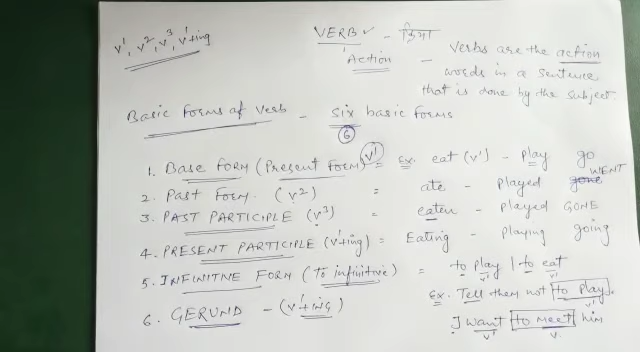 V¹, V², V³, V¹+ing
VERB ✓ - क्रिया
Action - Verbs are the action
words in a sentence
that is done by the subject.
Basic Forms of Verb - Six basic forms
(6)
1. Base FORM (Present Form) (V¹) = Ex. eat (V¹) - play go
2. Past Form. (V²) = ate - played gone WENT
3. PAST PARTICIPLE (V³) = eaten - played GONE
4. PRESENT PARTICIPLE (V¹+ing) = Eating - playing going
5. INFINITIVE FORM (To infinitive) = to play | to eat
V¹ V¹
Ex. Tell them not to play.
V¹
6. GERUND - (V¹+ING)
I want to meet him
V¹ V.